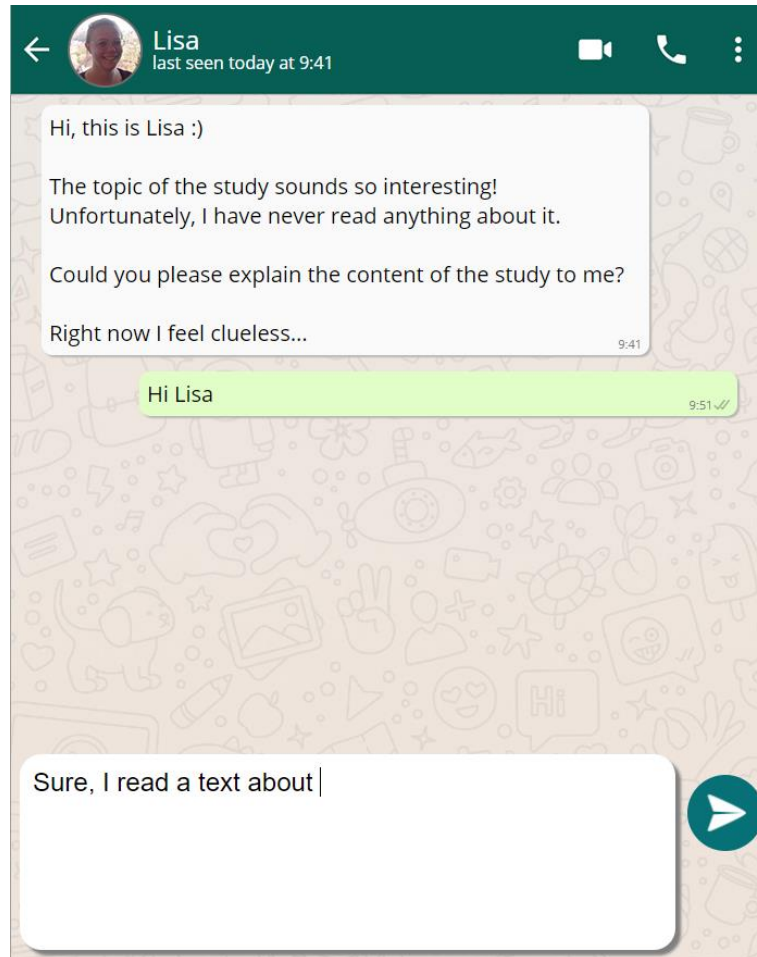 Lisa
last seen today at 9:41
Hi, this is Lisa :)
The topic of the study sounds so interesting!
Unfortunately, I have never read anything about it.
Could you please explain the content of the study to me?
Right now I feel clueless...
9:41
Hi Lisa
9:51
Hi
Sure, I read a text about